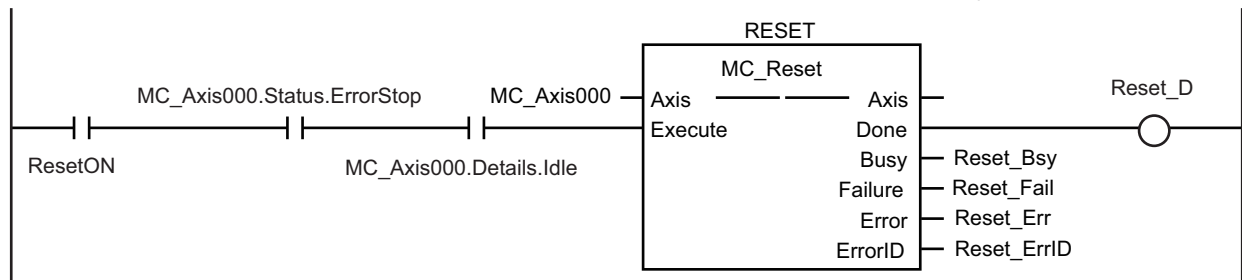 RESET
MC_Reset
MC_Axis000.Status.ErrorStop
MC_Axis000
Axis
Axis
Reset_D
Execute
Done
ResetON
MC_Axis000.Details.Idle
Busy
Reset_Bsy
Failure
Reset_Fail
Error
Reset_Err
ErrorID
Reset_ErrID